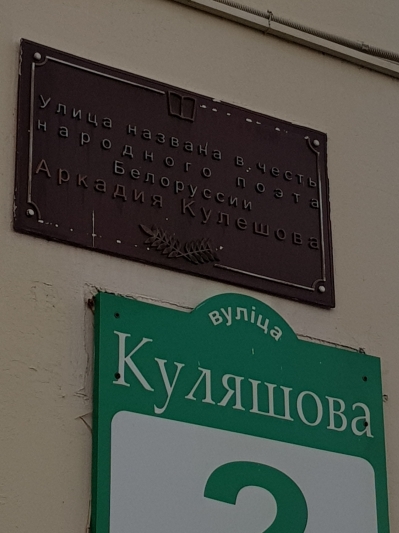 Улица названа в честь
народного поэта
Белоруссии
Аркадия Кулешова
вуліца
Куляшова